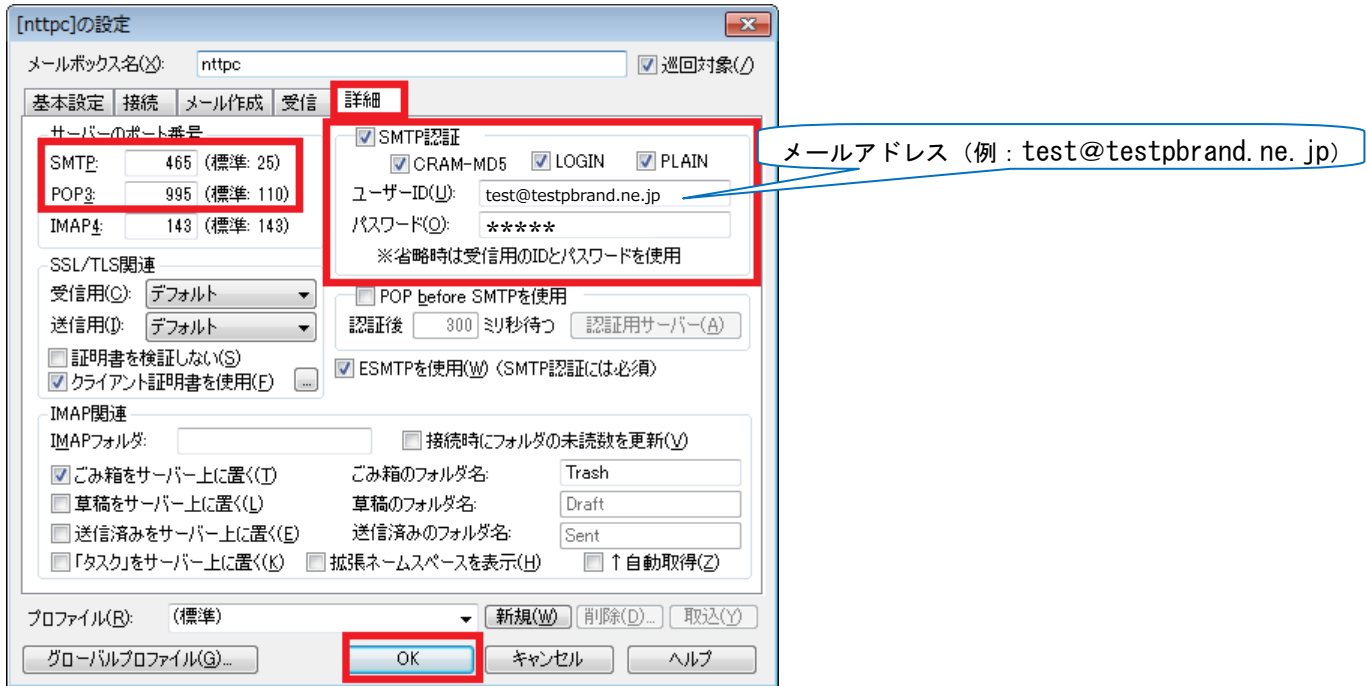 [nttpc]の設定
メールボックス名(X): nttpc 巡回対象(/)
基本設定 接続 メール作成 受信 詳細
サーバーのポート番号
SMTP: 465 (標準: 25)
POP3: 995 (標準: 110)
IMAP4: 143 (標準: 143)
SSL/TLS関連
受信用(C): デフォルト
送信用(I): デフォルト
証明書を検証しない(S)
クライアント証明書を使用(F) ...
SMTP認証
CRAM-MD5 LOGIN PLAIN
ユーザーID(U): test@testpbrand.ne.jp
パスワード(O): *****
※省略時は受信用のIDとパスワードを使用
メールアドレス（例：test@testpbrand.ne.jp）
POP before SMTPを使用
認証後 300 ミリ秒待つ 認証用サーバー(A)
ESMTPを使用(W) (SMTP認証には必須)
IMAP関連
IMAPフォルダ: 接続時にフォルダの未読数を更新(V)
ごみ箱をサーバー上に置く(T) ごみ箱のフォルダ名: Trash
草稿をサーバー上に置く(L) 草稿のフォルダ名: Draft
送信済みをサーバー上に置く(E) 送信済みのフォルダ名: Sent
「タスク」をサーバー上に置く(K) 拡張ネームスペースを表示(H) ↑自動取得(Z)
プロファイル(R): (標準) 新規(W) 削除(D)... 取込(Y)
グローバルプロファイル(G)... OK キャンセル ヘルプ